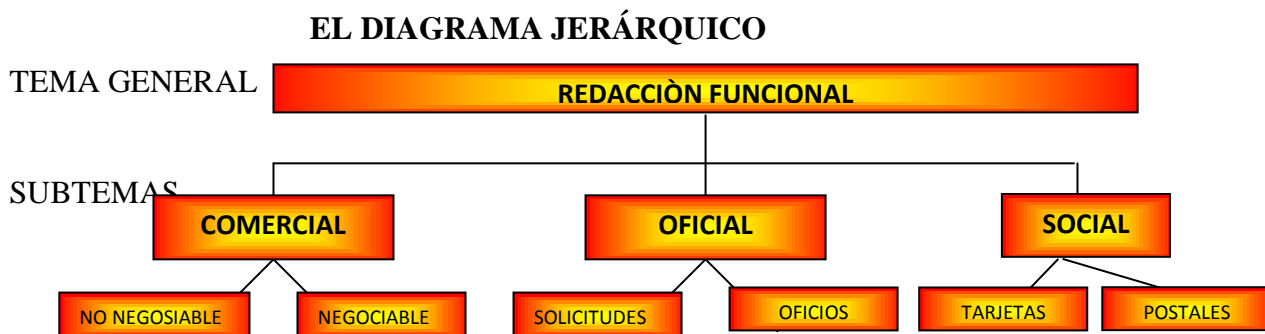 EL DIAGRAMA JERÁRQUICO
TEMA GENERAL
REDACCIÒN FUNCIONAL
SUBTEMAS
COMERCIAL
OFICIAL
SOCIAL
NO NEGOSIABLE
NEGOCIABLE
SOLICITUDES
OFICIOS
TARJETAS
POSTALES